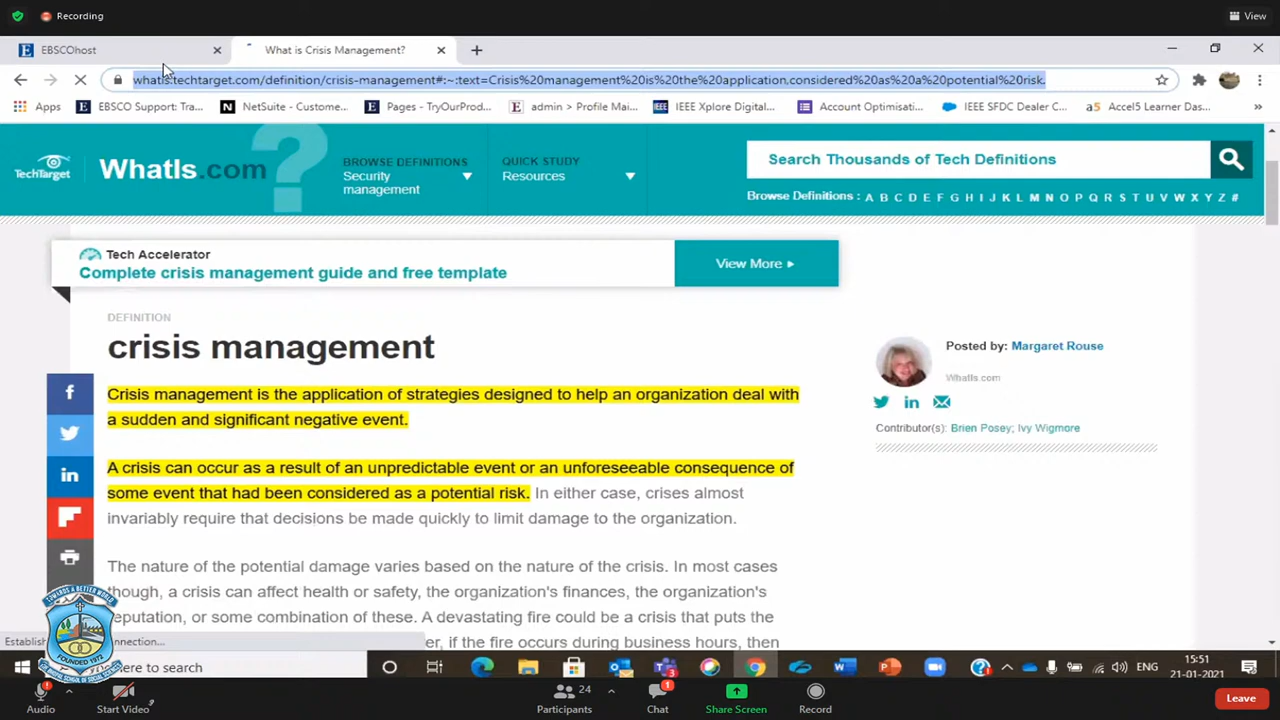 Recording
View
EBSCOhost
What is Crisis Management?
whatis.techtarget.com/definition/crisis-management#:~:text=Crisis%20management%20is%20the%20application,considered%20as%20a%20potential%20risk.
Apps
EBSCO Support: Tra...
NetSuite - Custome...
Pages - TryOurProd...
admin > Profile Mai...
IEEE Xplore Digital...
Account Optimisati...
IEEE SFDC Dealer C...
a5 Accel5 Learner Das...
TechTarget
WhatIs.com
BROWSE DEFINITIONS
Security management
QUICK STUDY
Resources
Search Thousands of Tech Definitions
Browse Definitions : A B C D E F G H I J K L M N O P Q R S T U V W X Y Z #
Tech Accelerator
Complete crisis management guide and free template
View More
DEFINITION
crisis management
Posted by: Margaret Rouse
WhatIs.com
Contributor(s): Brien Posey; Ivy Wigmore
Crisis management is the application of strategies designed to help an organization deal with
a sudden and significant negative event.
A crisis can occur as a result of an unpredictable event or an unforeseeable consequence of
some event that had been considered as a potential risk. In either case, crises almost
invariably require that decisions be made quickly to limit damage to the organization.
The nature of the potential damage varies based on the nature of the crisis. In most cases
though, a crisis can affect health or safety, the organization's finances, the organization's
eputation, or some combination of these. A devastating fire could be a crisis that puts the
er, if the fire occurs during business hours, then
Establis
nnection...
TOWARDS A BETTER WORLD
FOUNDED 1972
here to search
ENG
15:51
21-01-2021
Audio
Start Video
24
Participants
1
Chat
Share Screen
Record
Leave